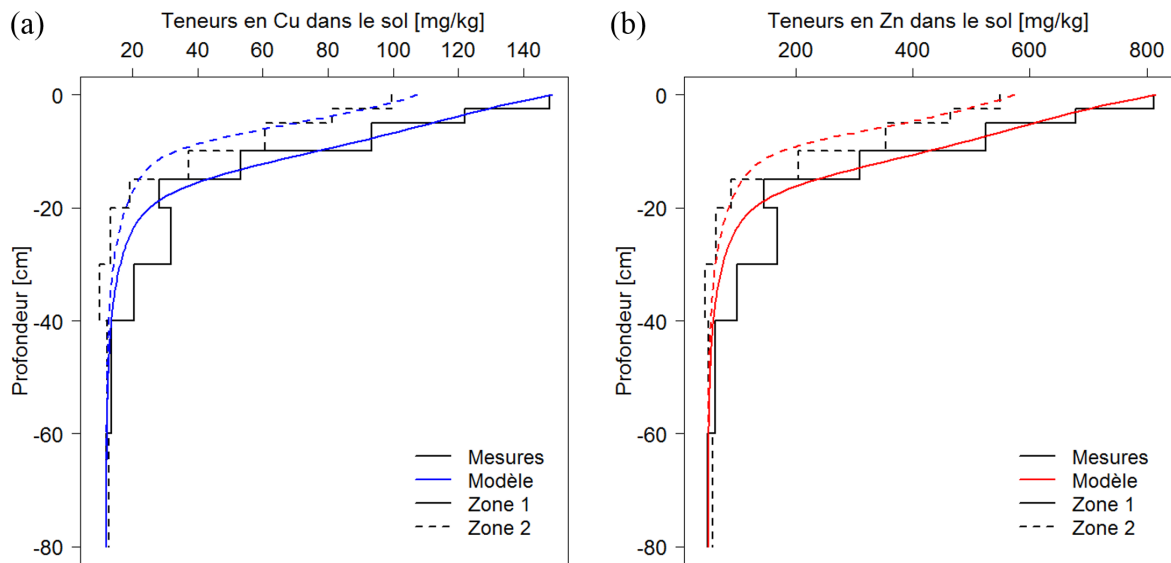 (a)
Teneurs en Cu dans le sol [mg/kg]
20 40 60 80 100 120 140
Profondeur [cm]
0
-20
-40
-60
-80
Mesures
Modèle
Zone 1
Zone 2
(b)
Teneurs en Zn dans le sol [mg/kg]
200 400 600 800
Profondeur [cm]
0
-20
-40
-60
-80
Mesures
Modèle
Zone 1
Zone 2